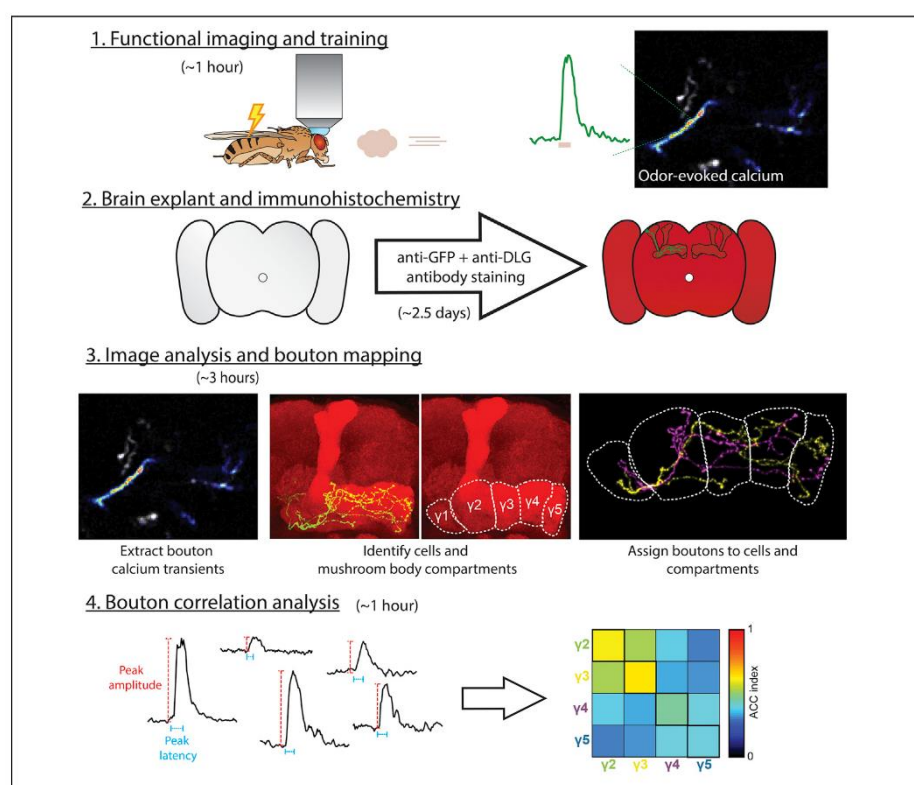 1. Functional imaging and training
(~1 hour)
Odor-evoked calcium
2. Brain explant and immunohistochemistry
anti-GFP + anti-DLG
antibody staining
(~2.5 days)
3. Image analysis and bouton mapping
(~3 hours)
γ1 γ2 γ3 γ4 γ5
Extract bouton
calcium transients
Identify cells and
mushroom body compartments
Assign boutons to cells and
compartments
4. Bouton correlation analysis (~1 hour)
Peak
amplitude
Peak
latency
γ2
γ3
γ4
γ5
γ2 γ3 γ4 γ5
1
ACC index
0